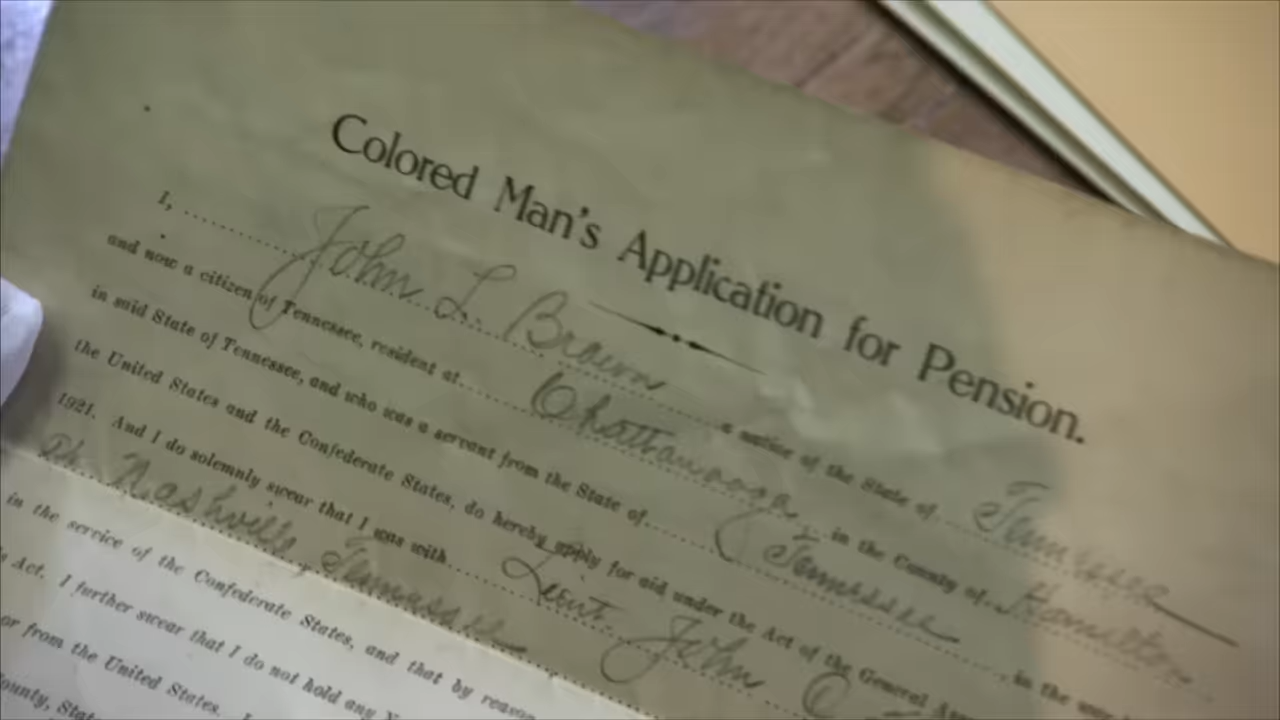 Colored Man's Application for Pension.
I, John L. Brown a native of the State of Tennessee
and now a citizen of Tennessee, resident at Chattanooga, in the County of Hamilton
in said State of Tennessee, and who was a servant from the State of Tennessee, in the
the United States and the Confederate States, do hereby apply for aid under the Act of the General
1921. And I do solemnly swear that I was with Lieut. John
Nashville, Tennessee
in the service of the Confederate States, and that by
Act. I further swear that I do not hold any
or from the United States.